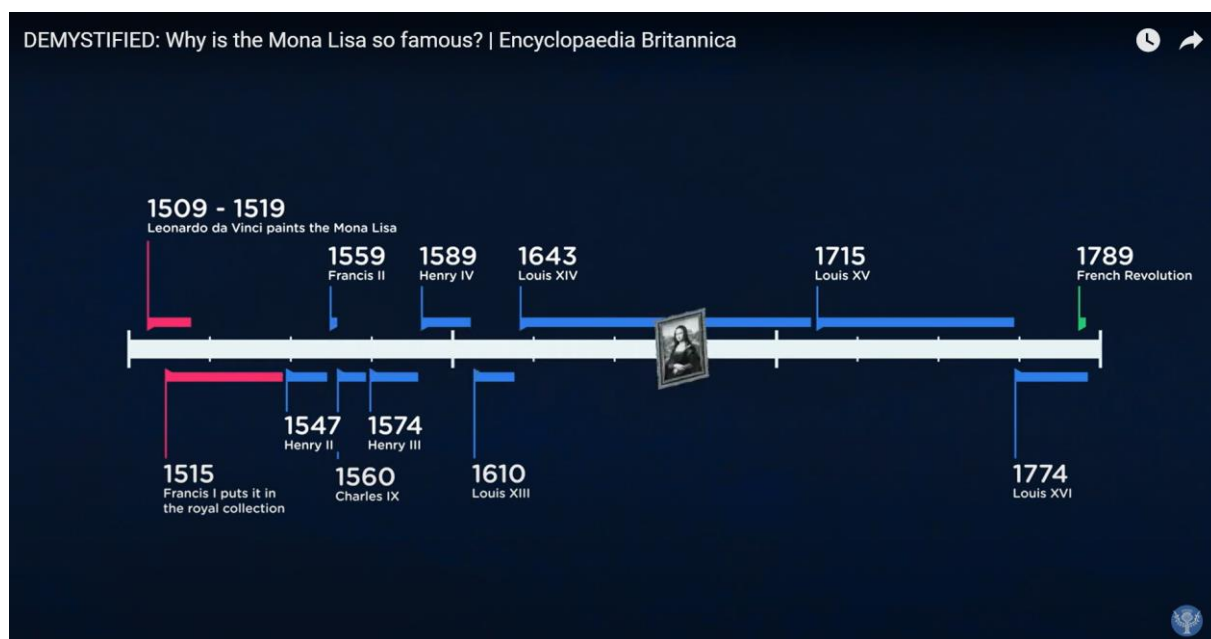 DEMYSTIFIED: Why is the Mona Lisa so famous? | Encyclopaedia Britannica
1509 - 1519
Leonardo da Vinci paints the Mona Lisa
1559
Francis II
1589
Henry IV
1643
Louis XIV
1715
Louis XV
1789
French Revolution
1547
Henry II
1574
Henry III
1515
Francis I puts it in
the royal collection
1560
Charles IX
1610
Louis XIII
1774
Louis XVI